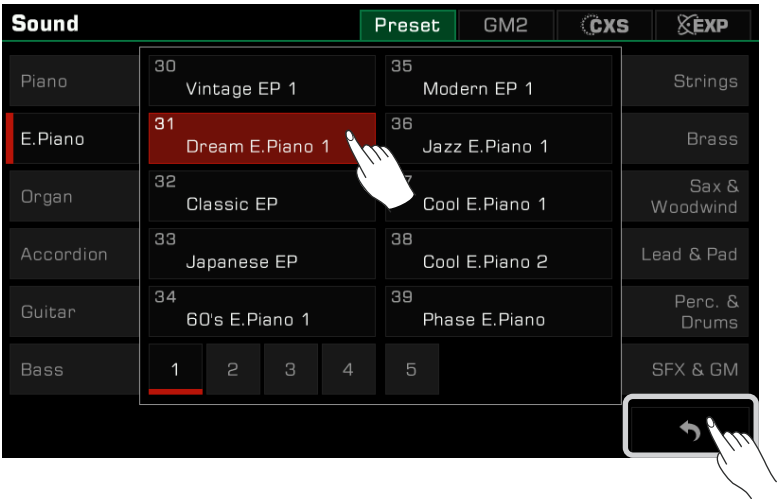 Sound
Preset
GM2
CXS
EXP
Piano
E.Piano
Organ
Accordion
Guitar
Bass
30
Vintage EP 1
35
Modern EP 1
31
Dream E.Piano 1
36
Jazz E.Piano 1
32
Classic EP
7
Cool E.Piano 1
33
Japanese EP
38
Cool E.Piano 2
34
60's E.Piano 1
39
Phase E.Piano
1 2 3 4 5
Strings
Brass
Sax &
Woodwind
Lead & Pad
Perc. &
Drums
SFX & GM